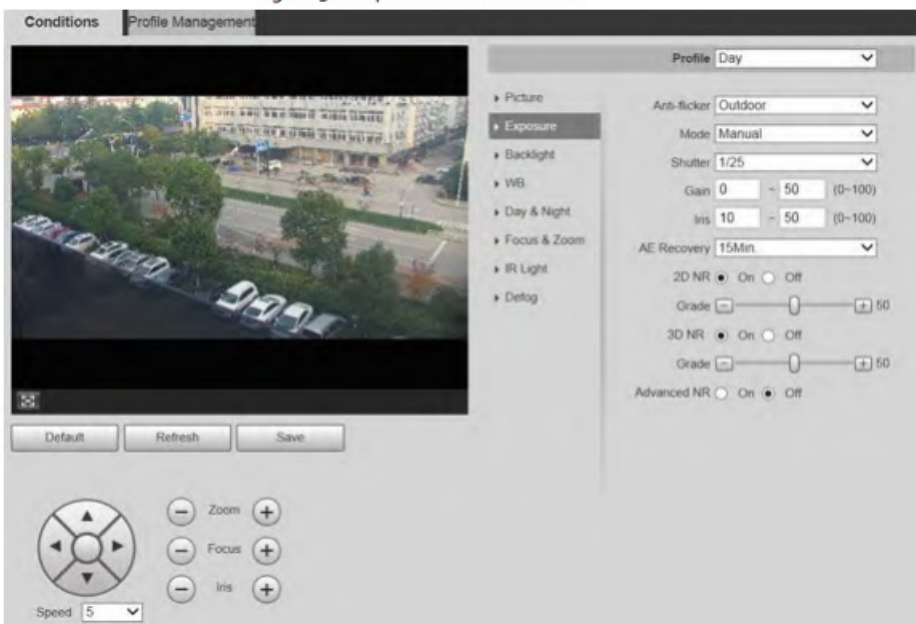 Conditions
Profile Management
Profile Day
Picture
Exposure
Backlight
WB
Day & Night
Focus & Zoom
IR Light
Defog
Anti-flicker Outdoor
Mode Manual
Shutter 1/25
Gain 0 ~ 50 (0~100)
Iris 10 ~ 50 (0~100)
AE Recovery 15Min.
2D NR On Off
Grade - + 50
3D NR On Off
Grade - + 50
Advanced NR On Off
Default Refresh Save
- Zoom +
- Focus +
- Iris +
Speed 5